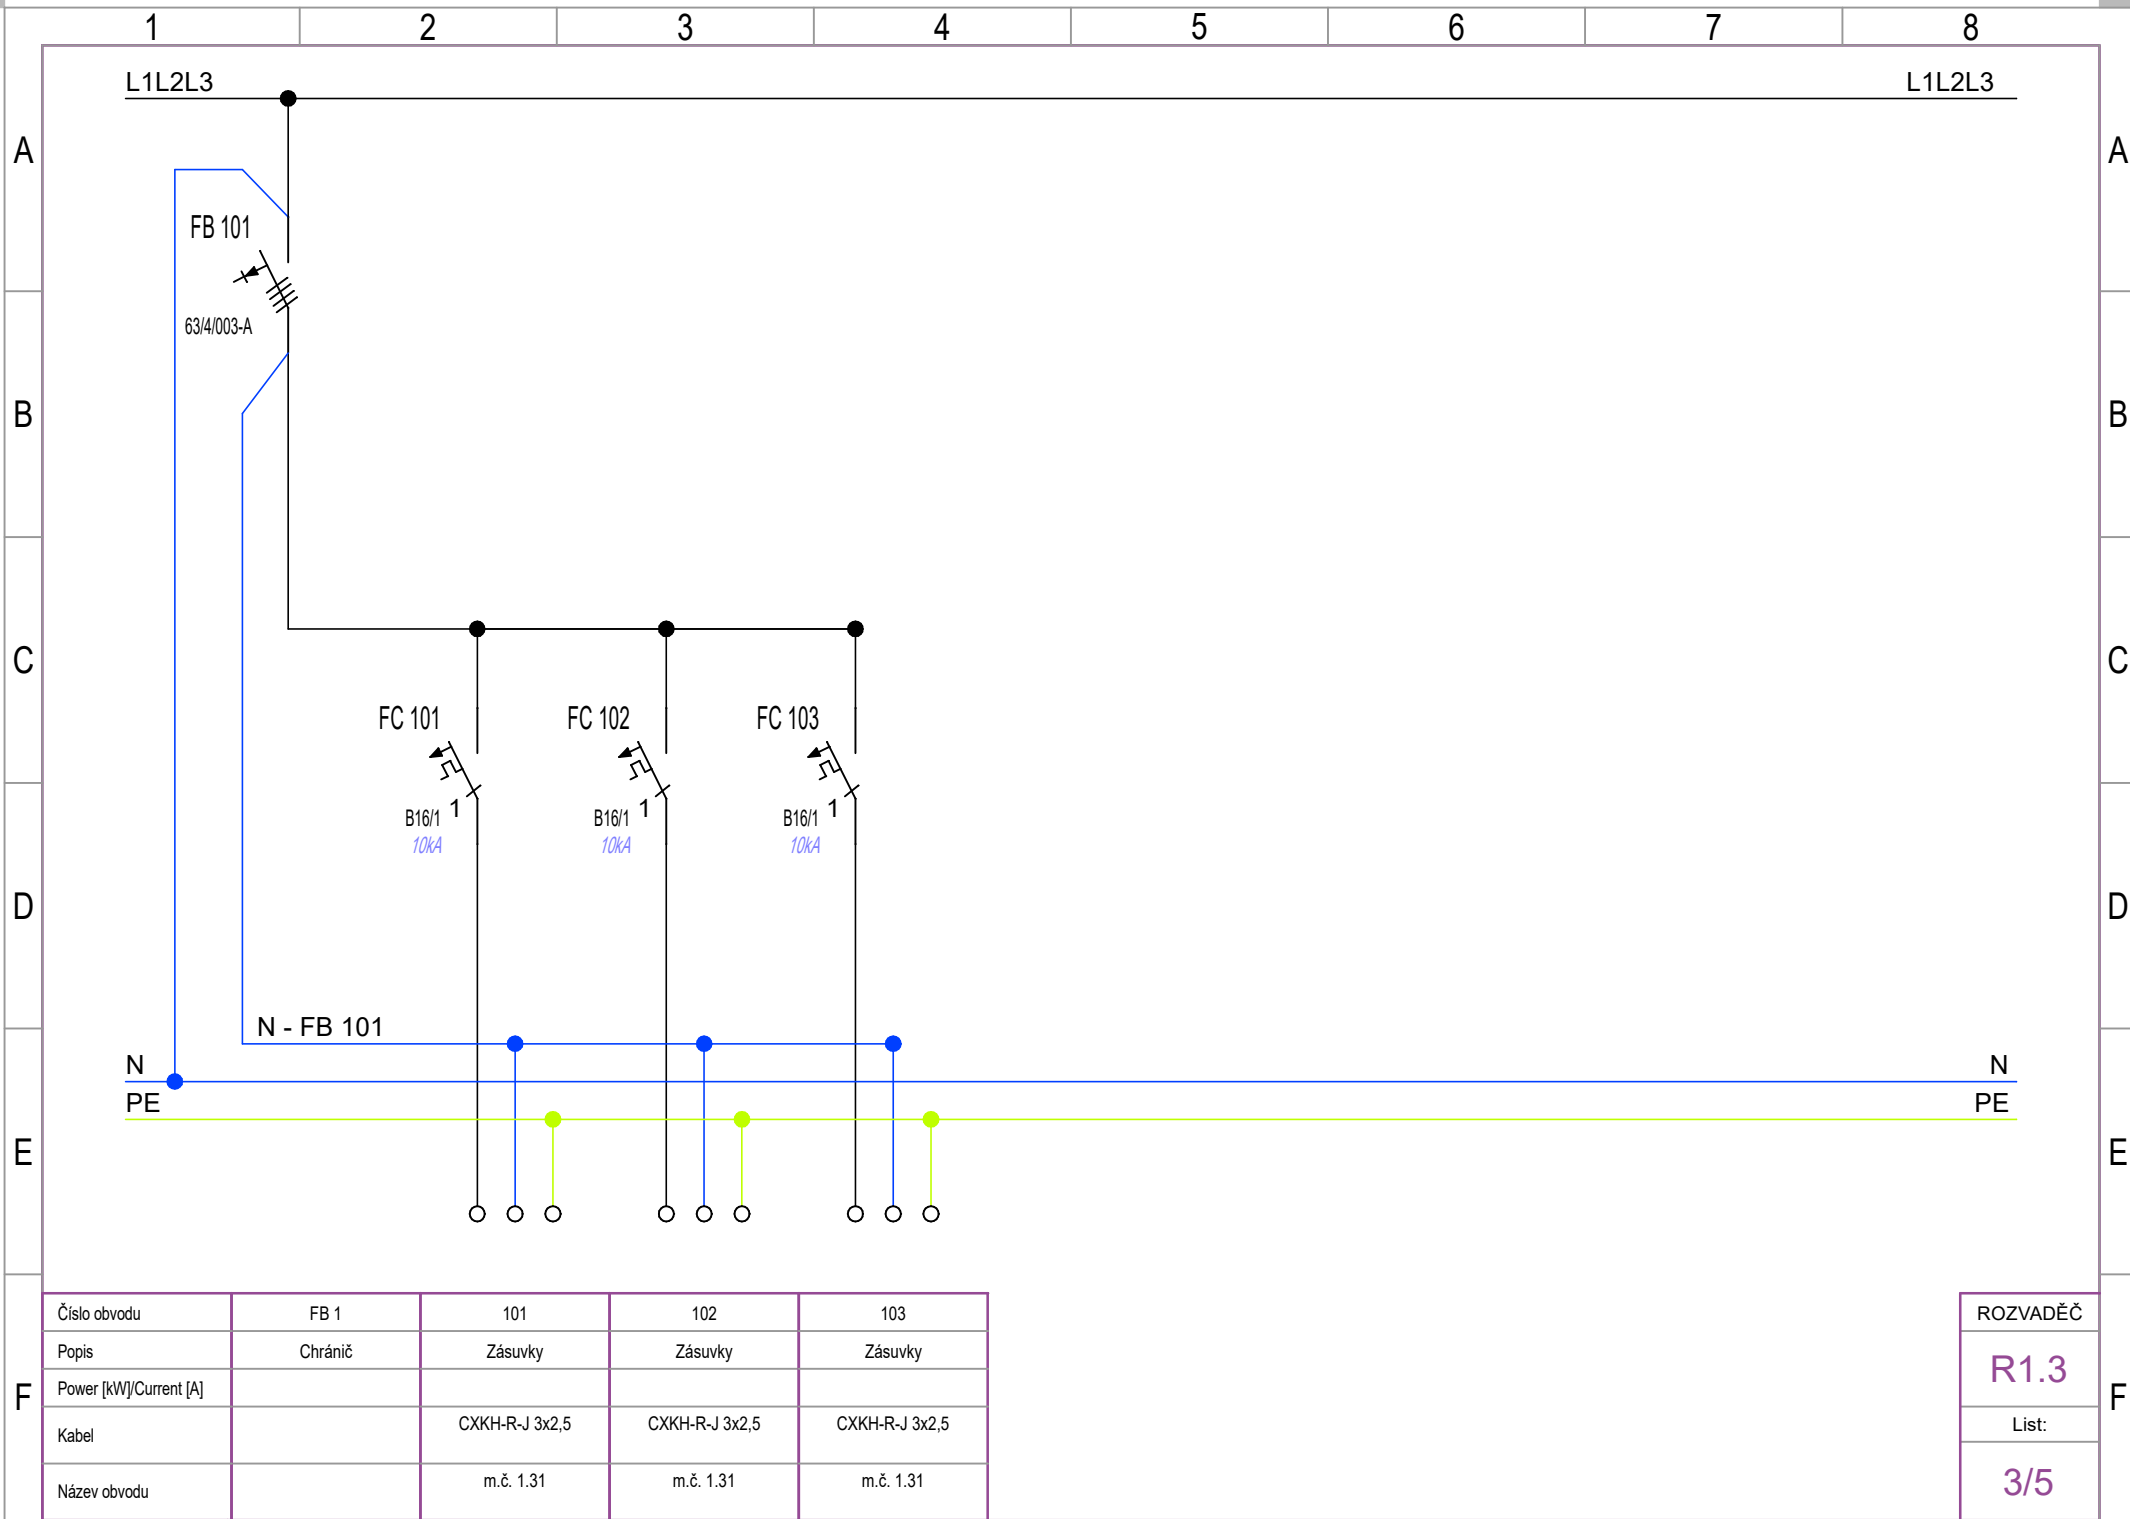 1 2 3 4 5 6 7 8
L1L2L3 L1L2L3
A A
FB 101
63/4/003-A
B B
C C
FC 101 FC 102 FC 103
B16/1 1 B16/1 1 B16/1 1
10kA 10kA 10kA
D D
N - FB 101
N N
PE PE
E E
Číslo obvodu FB 1 101 102 103 ROZVADĚČ
Popis Chránič Zásuvky Zásuvky Zásuvky R1.3
Power [kW]/Current [A]
F F
Kabel CXKH-R-J 3x2,5 CXKH-R-J 3x2,5 CXKH-R-J 3x2,5 List:
Název obvodu m.č. 1.31 m.č. 1.31 m.č. 1.31 3/5